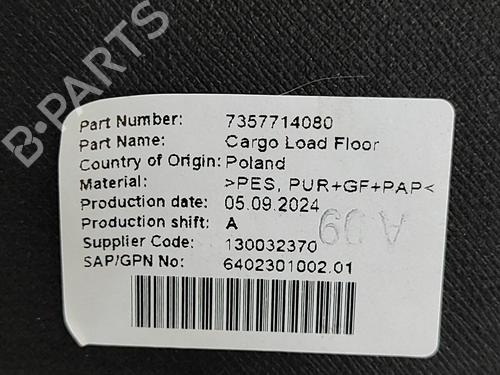 B-PARTS
Part Number: 7357714080
Part Name: Cargo Load Floor
Country of Origin: Poland
Material: >PES, PUR+GF+PAP<
Production date: 05.09.2024
Production shift: A
A 09
Supplier Code: 130032370
SAP/GPN No: 6402301002.01